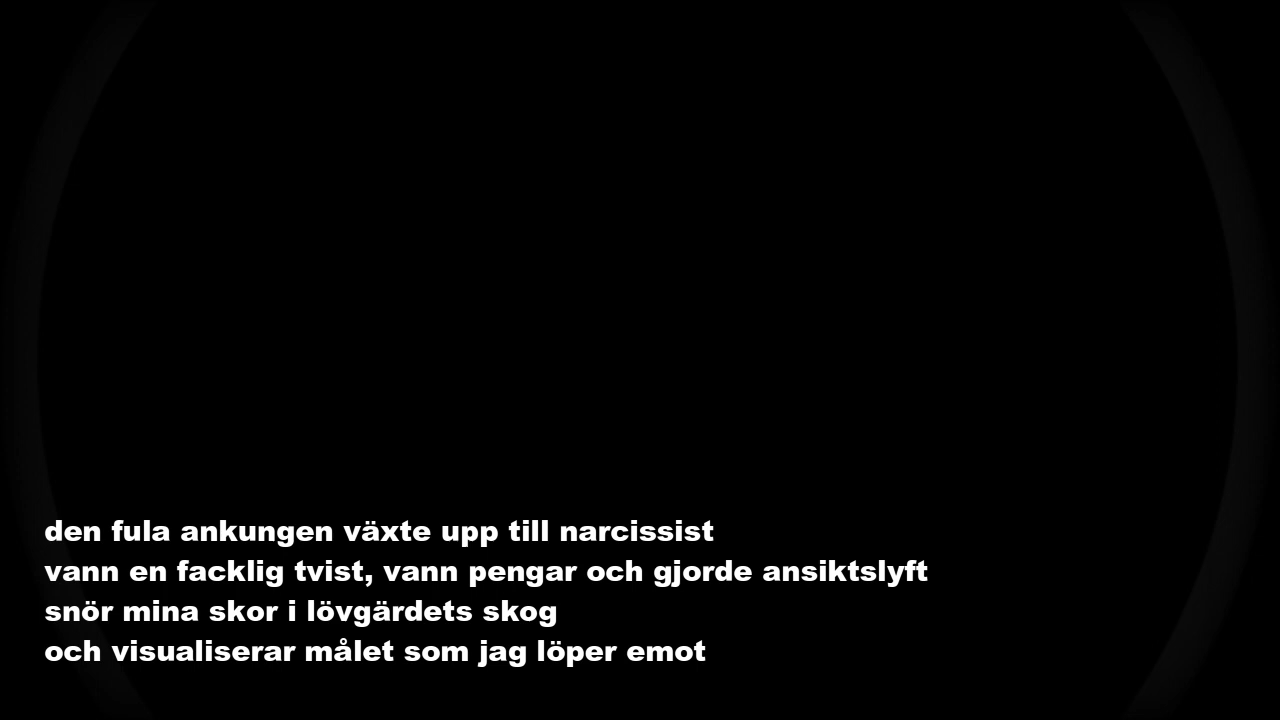 den fula ankungen växte upp till narcissist
vann en facklig tvist, vann pengar och gjorde ansiktslyft
snör mina skor i lövgärdets skog
och visualiserar målet som jag löper emot